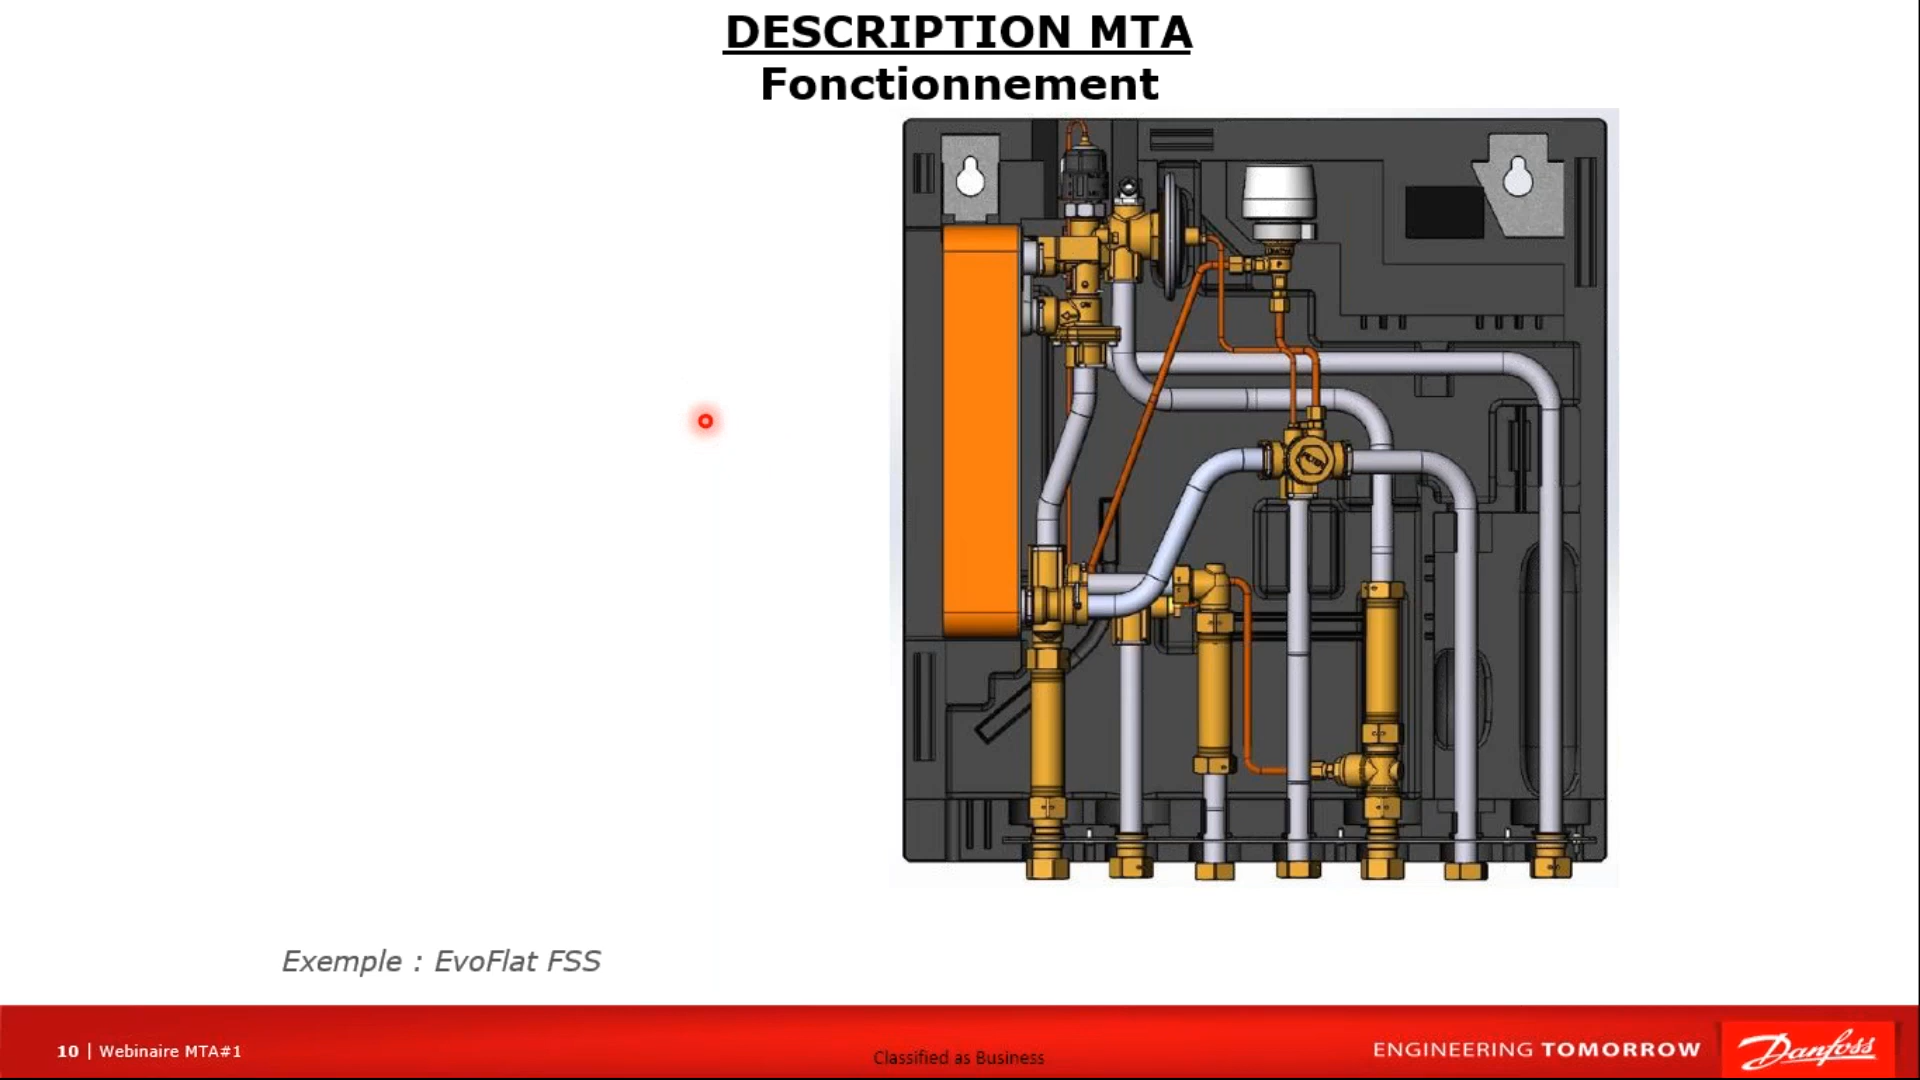 DESCRIPTION MTA
Fonctionnement
Exemple : EvoFlat FSS
10 | Webinaire MTA#1
Classified as Business
ENGINEERING TOMORROW
Danfoss